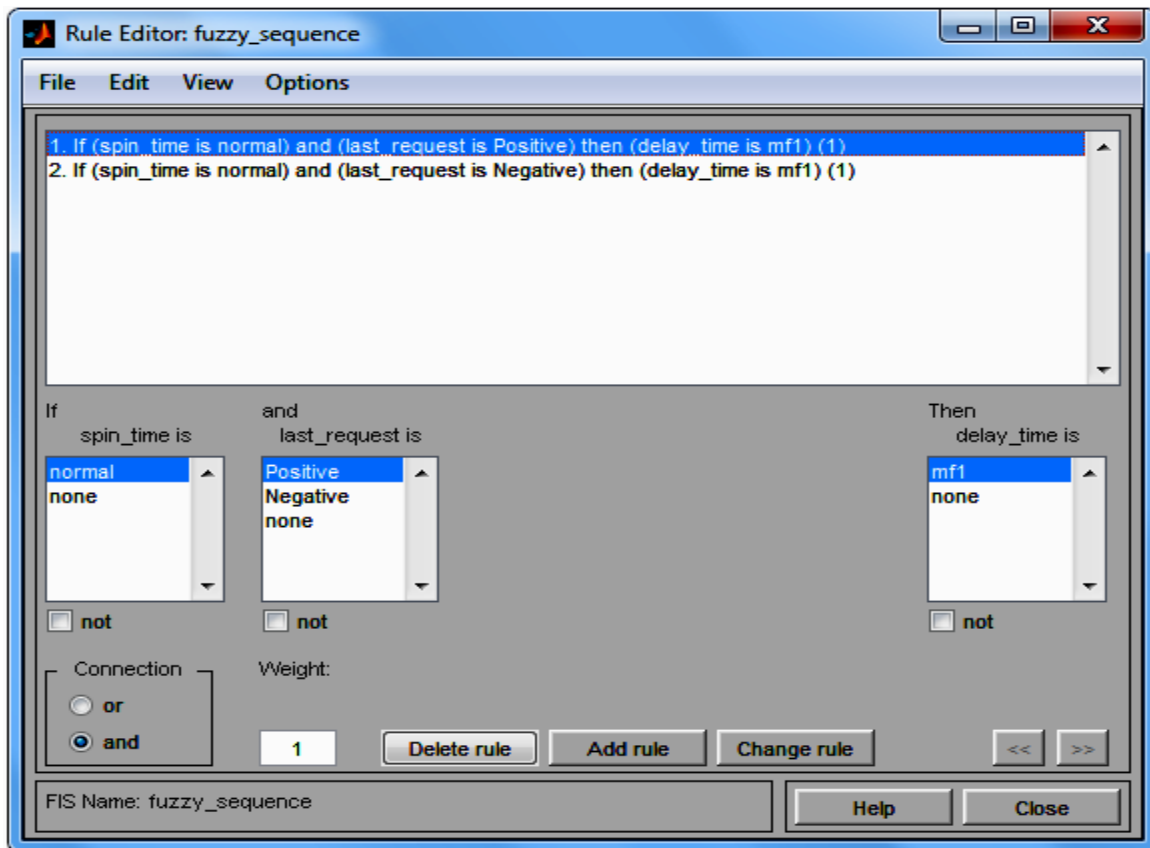 Rule Editor: fuzzy_sequence
File Edit View Options
1. If (spin_time is normal) and (last_request is Positive) then (delay_time is mf1) (1)
2. If (spin_time is normal) and (last_request is Negative) then (delay_time is mf1) (1)
If and Then
spin_time is last_request is delay_time is
normal Positive mf1
none Negative none
none
not not not
Connection Weight:
or
and 1 Delete rule Add rule Change rule << >>
FIS Name: fuzzy_sequence Help Close